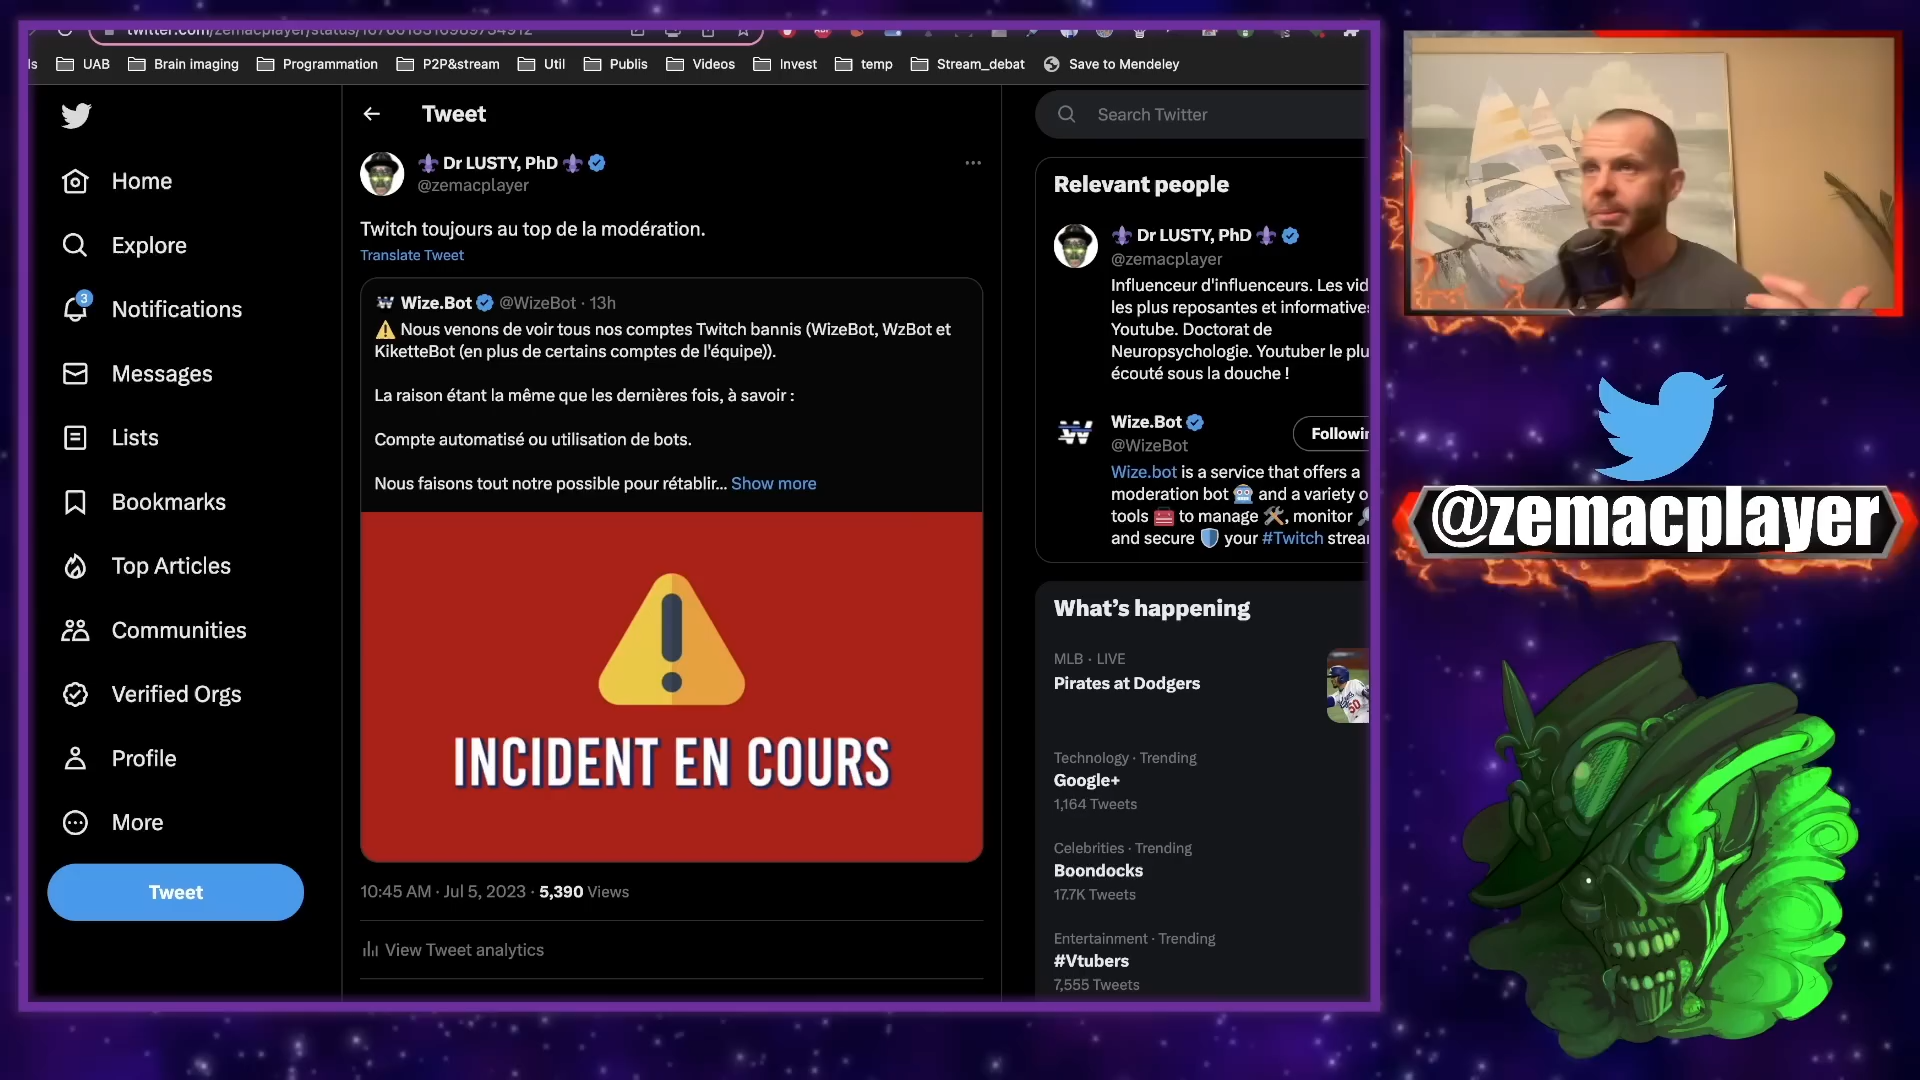 twitter.com/zemacplayer/status/
UAB
Brain imaging
Programmation
P2P&stream
Util
Publis
Videos
Invest
temp
Stream_debat
Save to Mendeley
Home
Explore
3
Notifications
Messages
Lists
Bookmarks
Top Articles
Communities
Verified Orgs
Profile
More
Tweet
Tweet
Dr LUSTY, PhD
@zemacplayer
Twitch toujours au top de la modération.
Translate Tweet
Wize.Bot @WizeBot · 13h
⚠️ Nous venons de voir tous nos comptes Twitch bannis (WizeBot, WzBot et
KiketteBot (en plus de certains comptes de l'équipe)).
La raison étant la même que les dernières fois, à savoir :
Compte automatisé ou utilisation de bots.
Nous faisons tout notre possible pour rétablir... Show more
INCIDENT EN COURS
10:45 AM · Jul 5, 2023 · 5,390 Views
View Tweet analytics
Search Twitter
Relevant people
Dr LUSTY, PhD
@zemacplayer
Influenceur d'influenceurs. Les vid
les plus reposantes et informatives
Youtube. Doctorat de
Neuropsychologie. Youtuber le plu
écouté sous la douche !
Wize.Bot
@WizeBot
Followin
Wize.bot is a service that offers a
moderation bot 🤖 and a variety o
tools 🧰 to manage 🛠️, monitor
and secure 🛡️ your #Twitch strea
What's happening
MLB · LIVE
Pirates at Dodgers
50
Technology · Trending
Google+
1,164 Tweets
Celebrities · Trending
Boondocks
17.7K Tweets
Entertainment · Trending
#Vtubers
7,555 Tweets
@zemacplayer